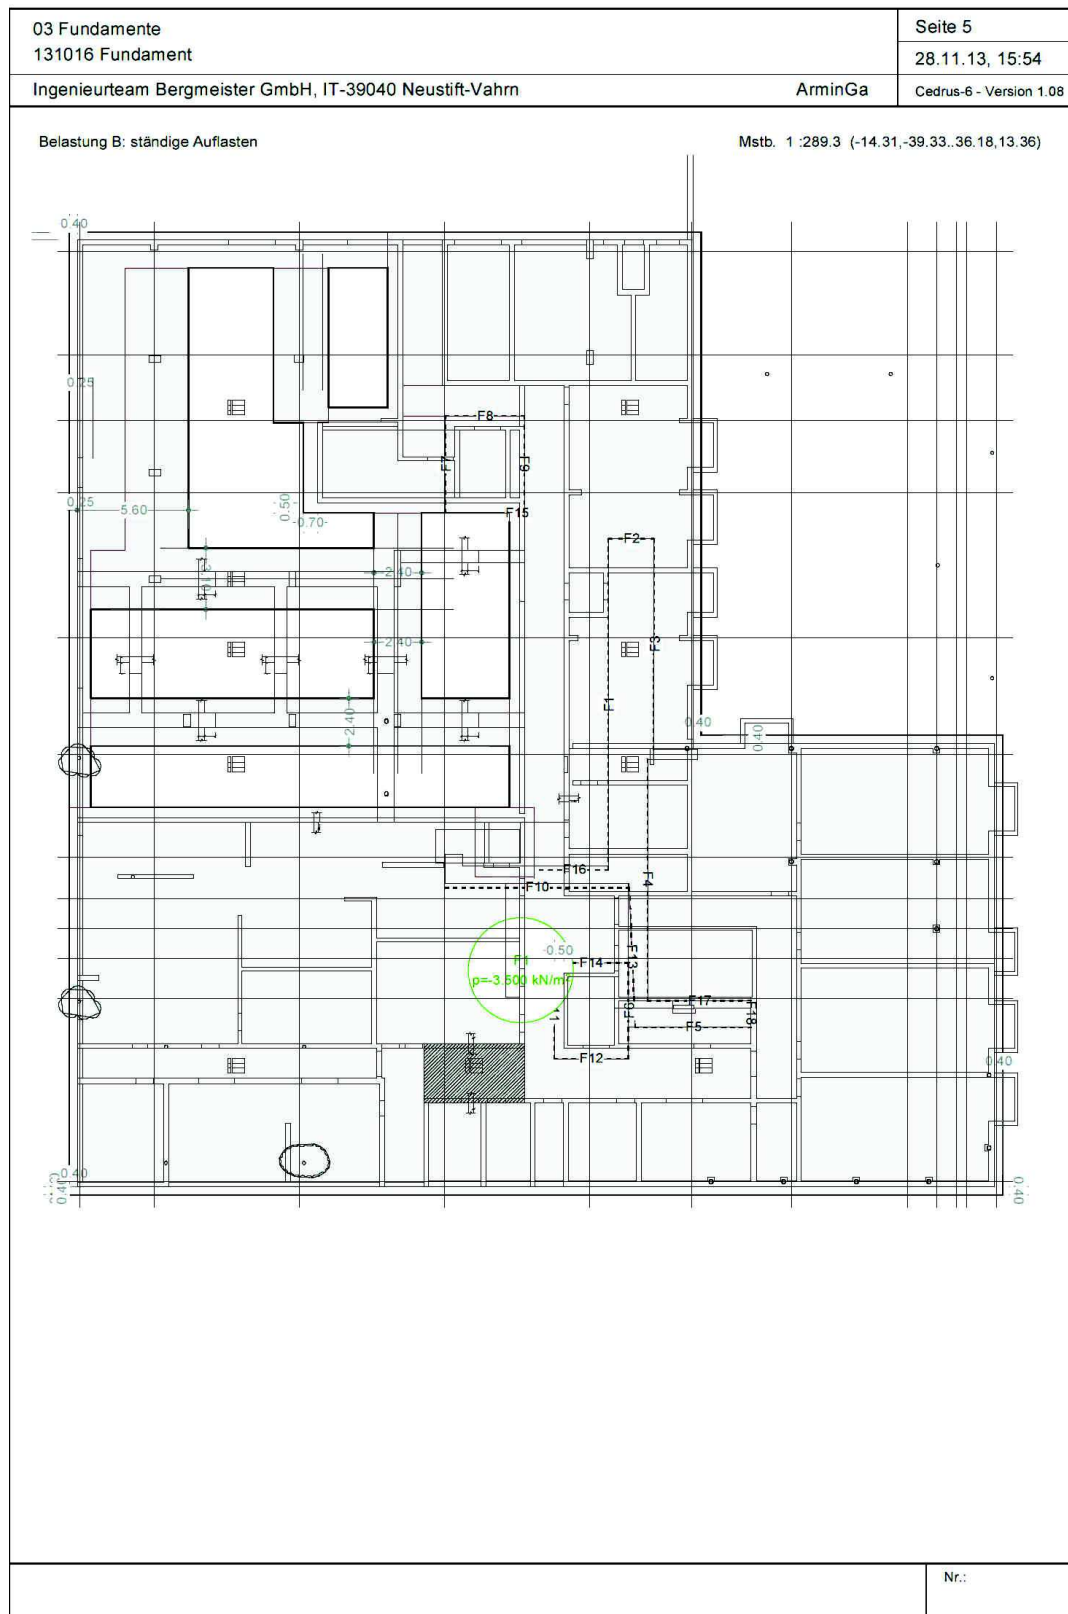 03 Fundamente
131016 Fundament
Seite 5
28.11.13, 15:54
Ingenieurteam Bergmeister GmbH, IT-39040 Neustift-Vahrn
ArminGa
Cedrus-6 - Version 1.08
Belastung B: ständige Auflasten
Mstb. 1 :289.3 (-14.31,-39.33..36.18,13.36)
0.40
0.25
F8
F7
F9
0.25
5.60
0.50
-0.70-
F15
F2
3.10
2.40
2.40
F3
F1
2.40
0.40
0.40
F16
F4
F10
0.50
F1
F14
F13
p=-3.500 kN/m²
F6
F17
F18
F5
F12
0.40
0.40
0.40
0.40
Nr.: